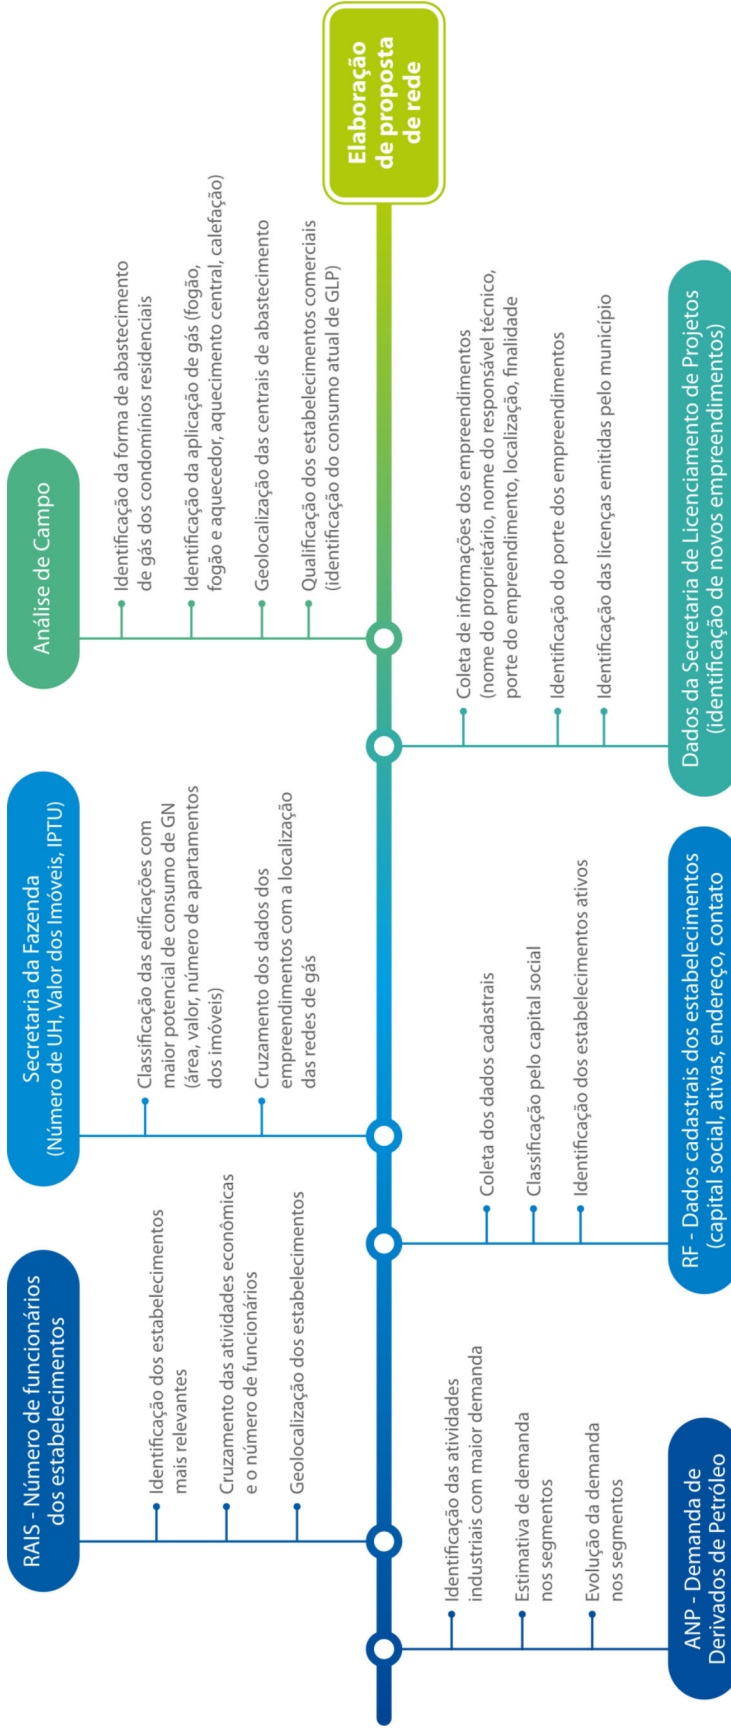 RAIS - Número de funcionários
dos estabelecimentos
Identificação dos estabelecimentos
mais relevantes
Cruzamento das atividades econômicas
e o número de funcionários
Geolocalização dos estabelecimentos
Secretaria da Fazenda
(Número de UH, Valor dos Imóveis, IPTU)
Classificação das edificações com
maior potencial de consumo de GN
(área, valor, número de apartamentos
dos imóveis)
Cruzamento dos dados dos
empreendimentos com a localização
das redes de gás
Análise de Campo
Identificação da forma de abastecimento
de gás dos condomínios residenciais
Identificação da aplicação de gás (fogão,
fogão e aquecedor, aquecimento central, calefação)
Geolocalização das centrais de abastecimento
Qualificação dos estabelecimentos comerciais
(identificação do consumo atual de GLP)
Elaboração
de proposta
de rede
Identificação das atividades
industriais com maior demanda
Estimativa de demanda
nos segmentos
Evolução da demanda
nos segmentos
ANP - Demanda de
Derivados de Petróleo
Coleta dos dados cadastrais
Classificação pelo capital social
Identificação dos estabelecimentos ativos
RF - Dados cadastrais dos estabelecimentos
(capital social, ativas, endereço, contato
Coleta de informações dos empreendimentos
(nome do proprietário, nome do responsável técnico,
porte do empreendimento, localização, finalidade
Identificação do porte dos empreendimentos
Identificação das licenças emitidas pelo município
Dados da Secretaria de Licenciamento de Projetos
(identificação de novos empreendimentos)